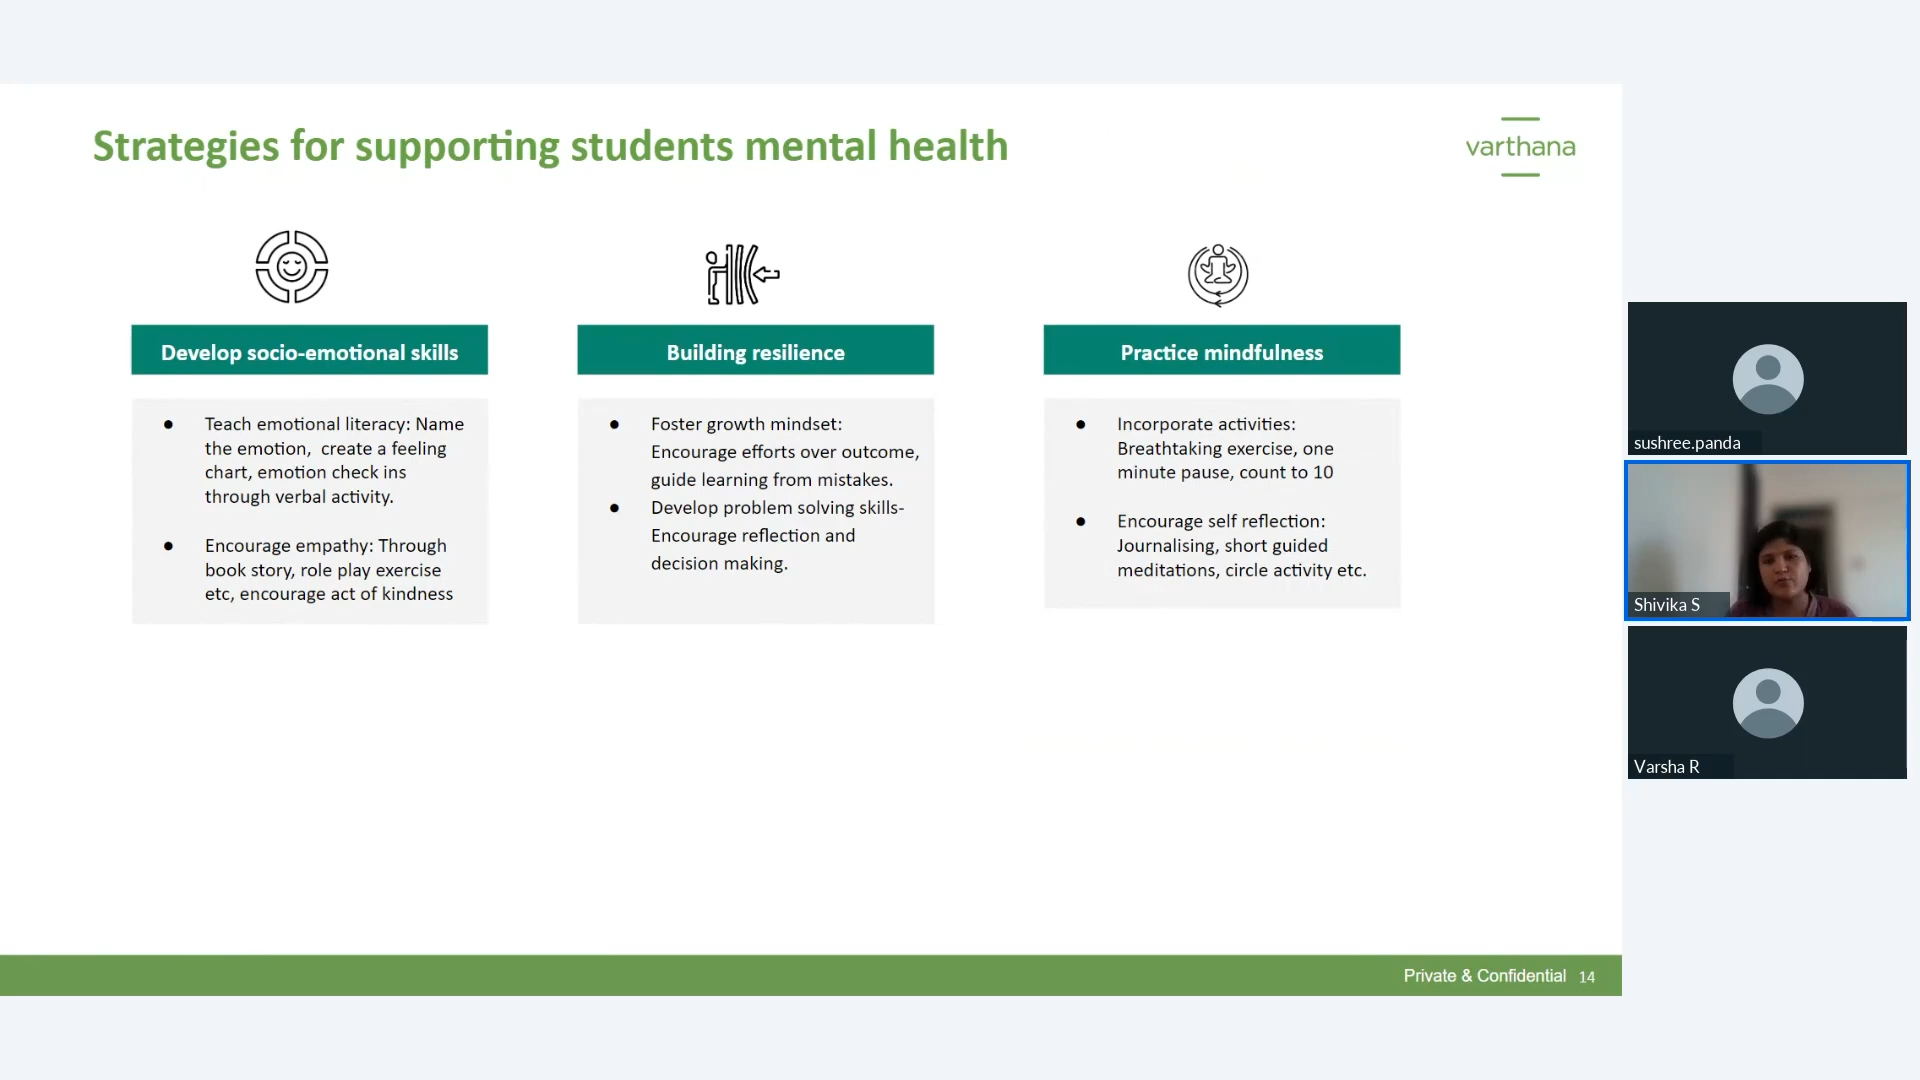 Strategies for supporting students mental health
varthana
Develop socio-emotional skills
● Teach emotional literacy: Name
the emotion, create a feeling
chart, emotion check ins
through verbal activity.
● Encourage empathy: Through
book story, role play exercise
etc, encourage act of kindness
Building resilience
● Foster growth mindset:
Encourage efforts over outcome,
guide learning from mistakes.
● Develop problem solving skills-
Encourage reflection and
decision making.
Practice mindfulness
● Incorporate activities:
Breathtaking exercise, one
minute pause, count to 10
● Encourage self reflection:
Journalising, short guided
meditations, circle activity etc.
Private & Confidential 14
sushree.panda
Shivika S
Varsha R